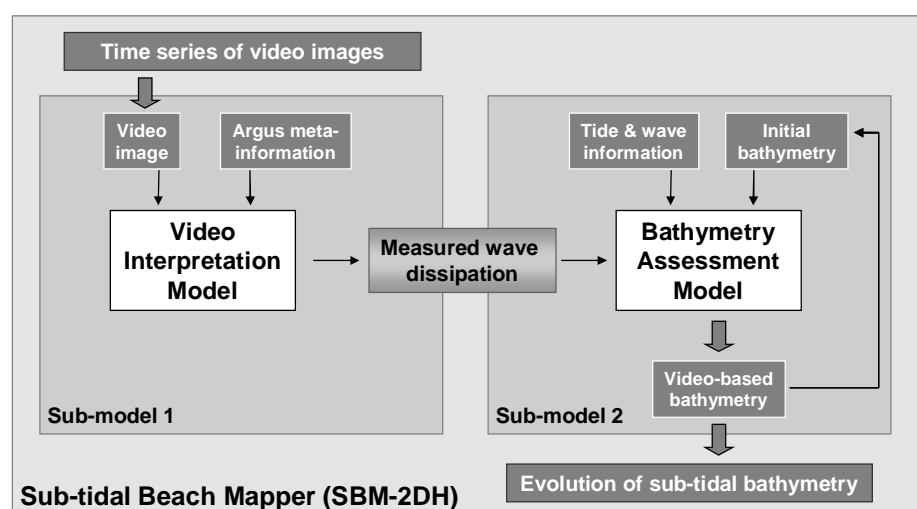 Time series of video images
Video
image
Argus meta-
information
Video
Interpretation
Model
Sub-model 1
Measured wave
dissipation
Tide & wave
information
Initial
bathymetry
Bathymetry
Assessment
Model
Video-based
bathymetry
Sub-model 2
Evolution of sub-tidal bathymetry
Sub-tidal Beach Mapper (SBM-2DH)